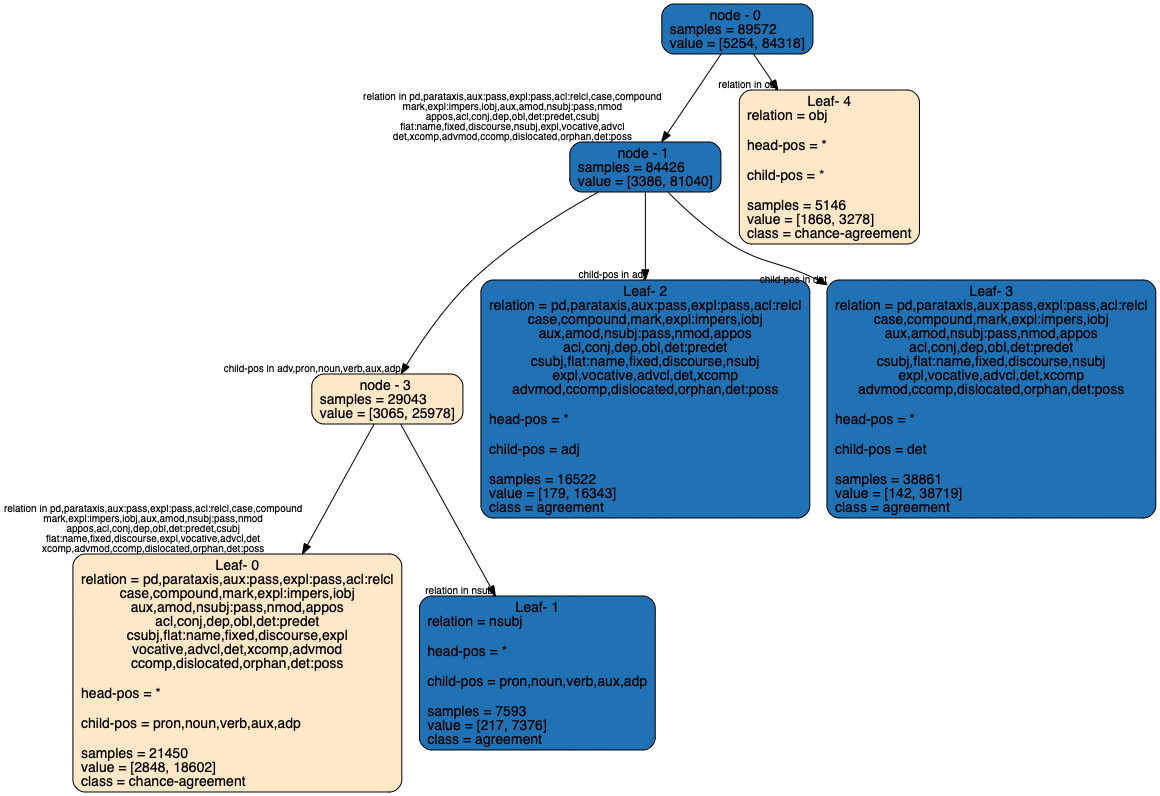 node - 0
samples = 89572
value = [5254, 84318]
relation in pd,parataxis,aux:pass,expl:pass,acl:relcl,case,compound
mark,expl:impers,iobj,aux,amod,nsubj:pass,nmod
appos,acl,conj,dep,obl,det:predet,csubj
flat:name,fixed,discourse,nsubj,expl,vocative,advcl
det,xcomp,advmod,ccomp,dislocated,orphan,det:poss
relation in obj
Leaf- 4
relation = obj
head-pos = *
child-pos = *
samples = 5146
value = [1868, 3278]
class = chance-agreement
node - 1
samples = 84426
value = [3386, 81040]
child-pos in adv,pron,noun,verb,aux,adp
child-pos in adj
child-pos in det
Leaf- 2
relation = pd,parataxis,aux:pass,expl:pass,acl:relcl
case,compound,mark,expl:impers,iobj
aux,amod,nsubj:pass,nmod,appos
acl,conj,dep,obl,det:predet
csubj,flat:name,fixed,discourse,nsubj
expl,vocative,advcl,det,xcomp
advmod,ccomp,dislocated,orphan,det:poss
head-pos = *
child-pos = adj
samples = 16522
value = [179, 16343]
class = agreement
Leaf- 3
relation = pd,parataxis,aux:pass,expl:pass,acl:relcl
case,compound,mark,expl:impers,iobj
aux,amod,nsubj:pass,nmod,appos
acl,conj,dep,obl,det:predet
csubj,flat:name,fixed,discourse,nsubj
expl,vocative,advcl,det,xcomp
advmod,ccomp,dislocated,orphan,det:poss
head-pos = *
child-pos = det
samples = 38861
value = [142, 38719]
class = agreement
node - 3
samples = 29043
value = [3065, 25978]
relation in pd,parataxis,aux:pass,expl:pass,acl:relcl,case,compound
mark,expl:impers,iobj,aux,amod,nsubj:pass,nmod
appos,acl,conj,dep,obl,det:predet,csubj
flat:name,fixed,discourse,expl,vocative,advcl,det
xcomp,advmod,ccomp,dislocated,orphan,det:poss
relation in nsubj
Leaf- 0
relation = pd,parataxis,aux:pass,expl:pass,acl:relcl
case,compound,mark,expl:impers,iobj
aux,amod,nsubj:pass,nmod,appos
acl,conj,dep,obl,det:predet
csubj,flat:name,fixed,discourse,expl
vocative,advcl,det,xcomp,advmod
ccomp,dislocated,orphan,det:poss
head-pos = *
child-pos = pron,noun,verb,aux,adp
samples = 21450
value = [2848, 18602]
class = chance-agreement
Leaf- 1
relation = nsubj
head-pos = *
child-pos = pron,noun,verb,aux,adp
samples = 7593
value = [217, 7376]
class = agreement